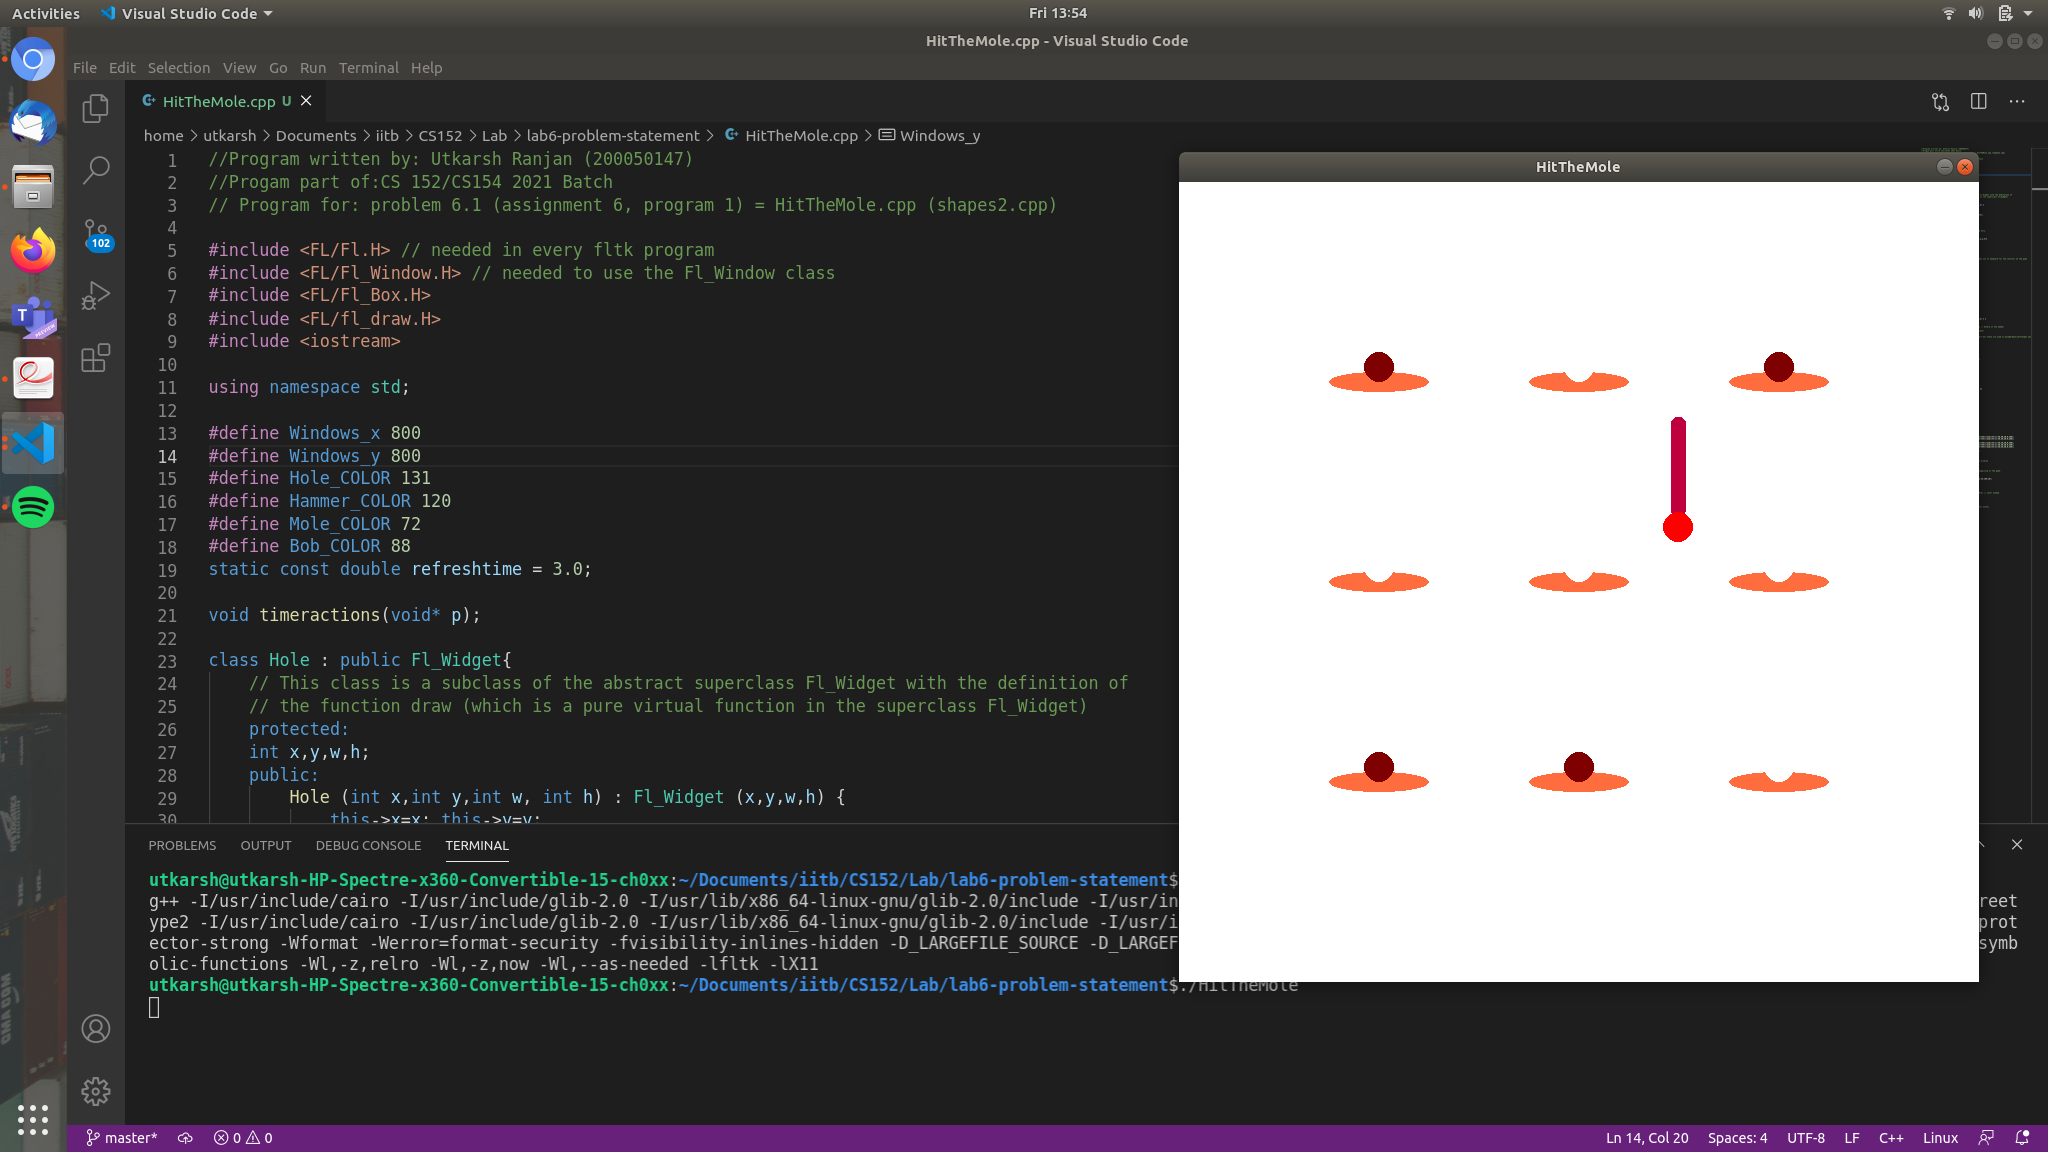 Activities
Visual Studio Code
Fri 13:54
HitTheMole.cpp - Visual Studio Code
File Edit Selection View Go Run Terminal Help
HitTheMole.cpp U
home > utkarsh > Documents > iitb > CS152 > Lab > lab6-problem-statement > HitTheMole.cpp > Windows_y
102
1 //Program written by: Utkarsh Ranjan (200050147)
2 //Progam part of:CS 152/CS154 2021 Batch
3 // Program for: problem 6.1 (assignment 6, program 1) = HitTheMole.cpp (shapes2.cpp)
4
5 #include <FL/Fl.H> // needed in every fltk program
6 #include <FL/Fl_Window.H> // needed to use the Fl_Window class
7 #include <FL/Fl_Box.H>
8 #include <FL/fl_draw.H>
9 #include <iostream>
10
11 using namespace std;
12
13 #define Windows_x 800
14 #define Windows_y 800
15 #define Hole_COLOR 131
16 #define Hammer_COLOR 120
17 #define Mole_COLOR 72
18 #define Bob_COLOR 88
19 static const double refreshtime = 3.0;
20
21 void timeractions(void* p);
22
23 class Hole : public Fl_Widget{
24 // This class is a subclass of the abstract superclass Fl_Widget with the definition of
25 // the function draw (which is a pure virtual function in the superclass Fl_Widget)
26 protected:
27 int x,y,w,h;
28 public:
29 Hole (int x,int y,int w, int h) : Fl_Widget (x,y,w,h) {
30 this->x=x; this->y=y;
HitTheMole
PROBLEMS OUTPUT DEBUG CONSOLE TERMINAL
utkarsh@utkarsh-HP-Spectre-x360-Convertible-15-ch0xx:~/Documents/iitb/CS152/Lab/lab6-problem-statement$
g++ -I/usr/include/cairo -I/usr/include/glib-2.0 -I/usr/lib/x86_64-linux-gnu/glib-2.0/include -I/usr/in reet
ype2 -I/usr/include/cairo -I/usr/include/glib-2.0 -I/usr/lib/x86_64-linux-gnu/glib-2.0/include -I/usr/i prot
ector-strong -Wformat -Werror=format-security -fvisibility-inlines-hidden -D_LARGEFILE_SOURCE -D_LARGEF symb
olic-functions -Wl,-z,relro -Wl,-z,now -Wl,--as-needed -lfltk -lX11
utkarsh@utkarsh-HP-Spectre-x360-Convertible-15-ch0xx:~/Documents/iitb/CS152/Lab/lab6-problem-statement$./HitTheMole
master* 0 0 Ln 14, Col 20 Spaces: 4 UTF-8 LF C++ Linux